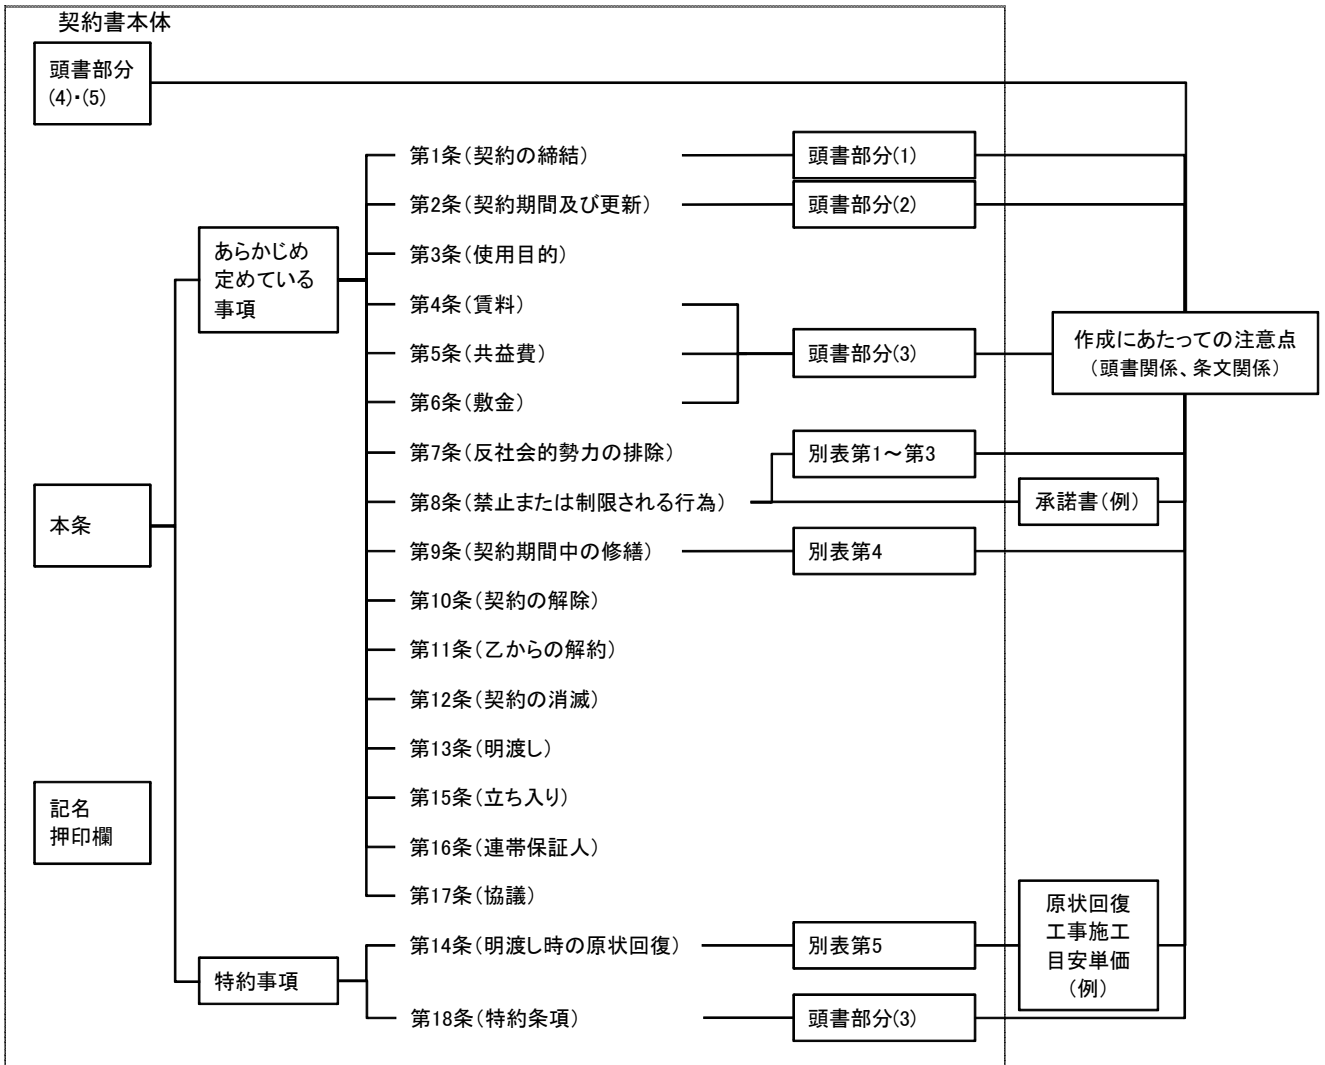 契約書本体
頭書部分
(4)・(5)
第1条(契約の締結)
頭書部分(1)
第2条(契約期間及び更新)
頭書部分(2)
あらかじめ
定めている
事項
第3条(使用目的)
第4条(賃料)
第5条(共益費)
頭書部分(3)
作成にあたっての注意点
(頭書関係、条文関係)
第6条(敷金)
第7条(反社会的勢力の排除)
別表第1～第3
第8条(禁止または制限される行為)
承諾書(例)
本条
第9条(契約期間中の修繕)
別表第4
第10条(契約の解除)
第11条(乙からの解約)
第12条(契約の消滅)
第13条(明渡し)
第15条(立ち入り)
記名
押印欄
第16条(連帯保証人)
第17条(協議)
第14条(明渡し時の原状回復)
別表第5
原状回復
工事施工
目安単価
(例)
特約事項
第18条(特約条項)
頭書部分(3)